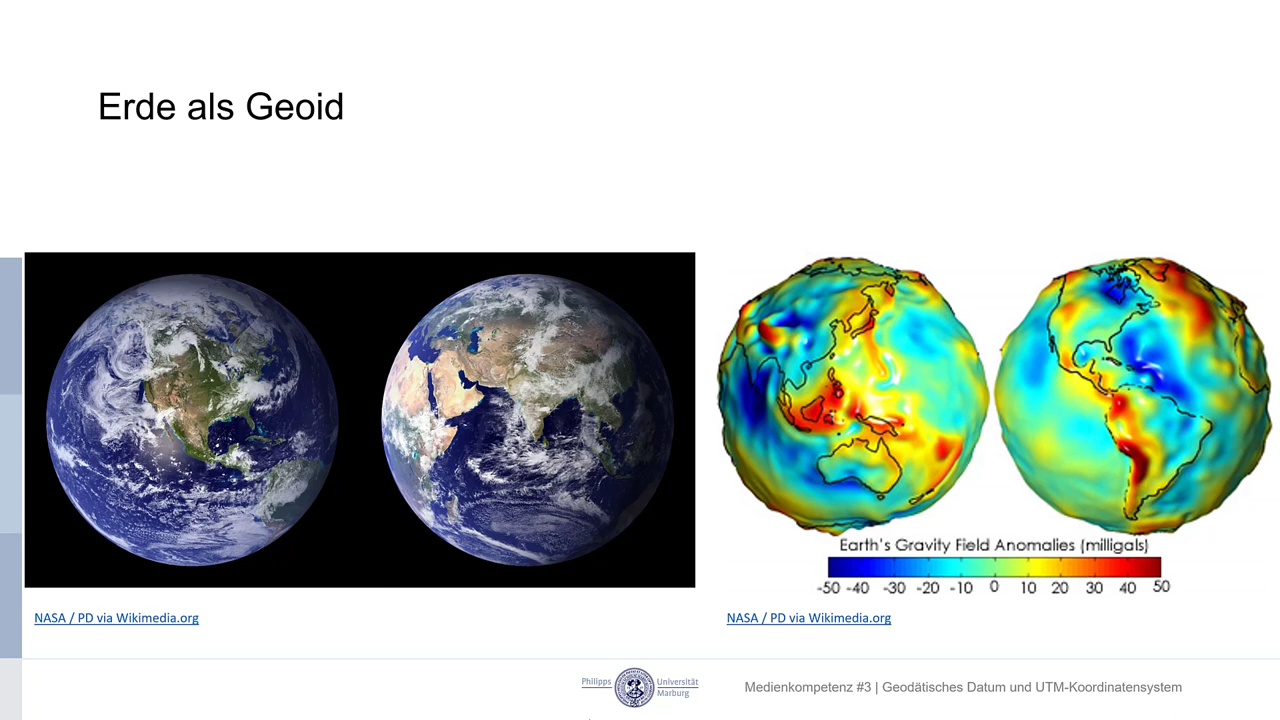 Erde als Geoid
Earth's Gravity Field Anomalies (milligals)
-50 -40 -30 -20 -10 0 10 20 30 40 50
NASA / PD via Wikimedia.org
NASA / PD via Wikimedia.org
Philipps Universität
Marburg
Medienkompetenz #3 | Geodätisches Datum und UTM-Koordinatensystem